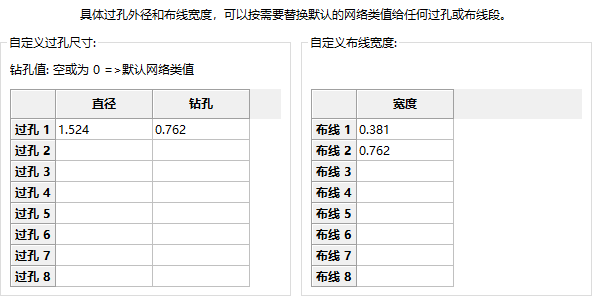 具体过孔外径和布线宽度，可以按需要替换默认的网络类值给任何过孔或布线段。
自定义过孔尺寸:
钻孔值: 空或为 0 =>默认网络类值
直径 钻孔
过孔 1 1.524 0.762
过孔 2
过孔 3
过孔 4
过孔 5
过孔 6
过孔 7
过孔 8
自定义布线宽度:
宽度
布线 1 0.381
布线 2 0.762
布线 3
布线 4
布线 5
布线 6
布线 7
布线 8